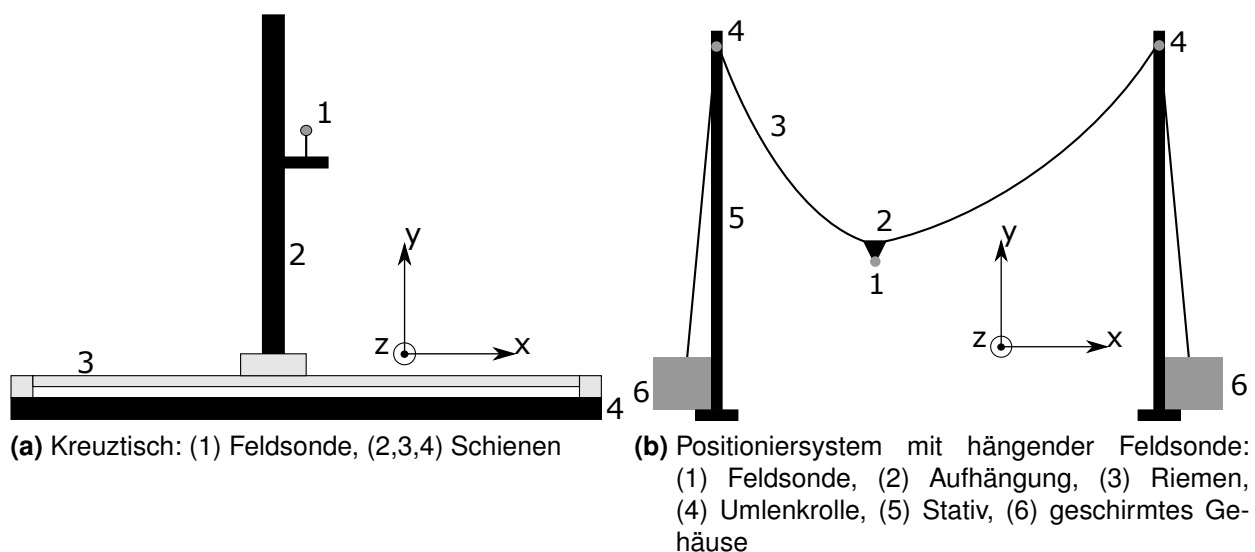 1
2
3
4
y
z
x
(a) Kreuztisch: (1) Feldsonde, (2,3,4) Schienen
4
4
3
5
2
1
y
z
x
6
6
(b) Positioniersystem mit hängender Feldsonde:
(1) Feldsonde, (2) Aufhängung, (3) Riemen,
(4) Umlenkrolle, (5) Stativ, (6) geschirmtes Ge-
häuse